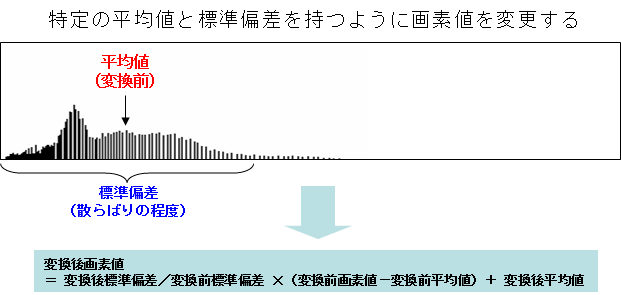 特定の平均値と標準偏差を持つように画素値を変更する
平均値
(変換前)
標準偏差
(散らばりの程度)
変換後画素値
＝ 変換後標準偏差／変換前標準偏差 ×（変換前画素値－変換前平均値）＋ 変換後平均値